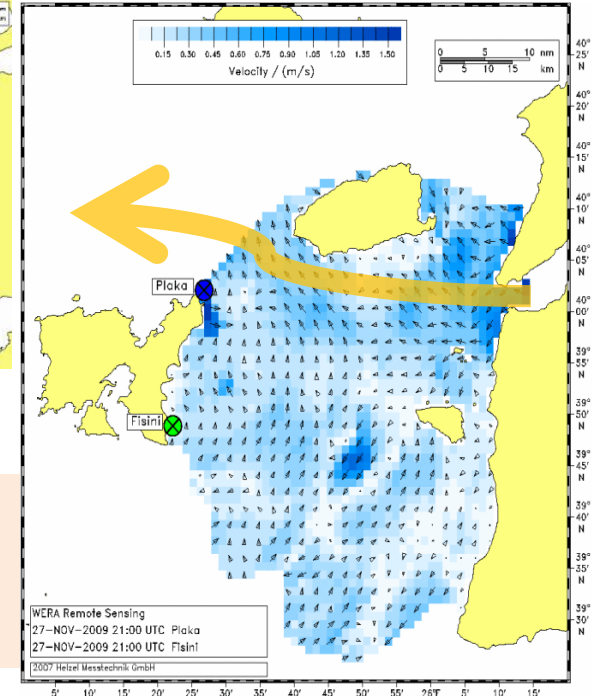 0.15 0.30 0.45 0.60 0.75 0.90 1.05 1.20 1.35 1.50
Velocity / (m/s)
0 5 10 nm
0 5 10 15 km
40°
25'
N
40°
20'
N
40°
15'
N
40°
10'
N
40°
05'
N
40°
00'
N
39°
55'
N
39°
50'
N
39°
45'
N
39°
40'
N
39°
35'
N
39°
30'
N
Plaka
Fisini
WERA Remote Sensing
27-NOV-2009 21:00 UTC Plaka
27-NOV-2009 21:00 UTC Fisini
2007 Helzel Messtechnik GmbH
5' 10' 15' 20' 25' 30' 35' 40' 45' 50' 55' 26°E 5' 10' 15'